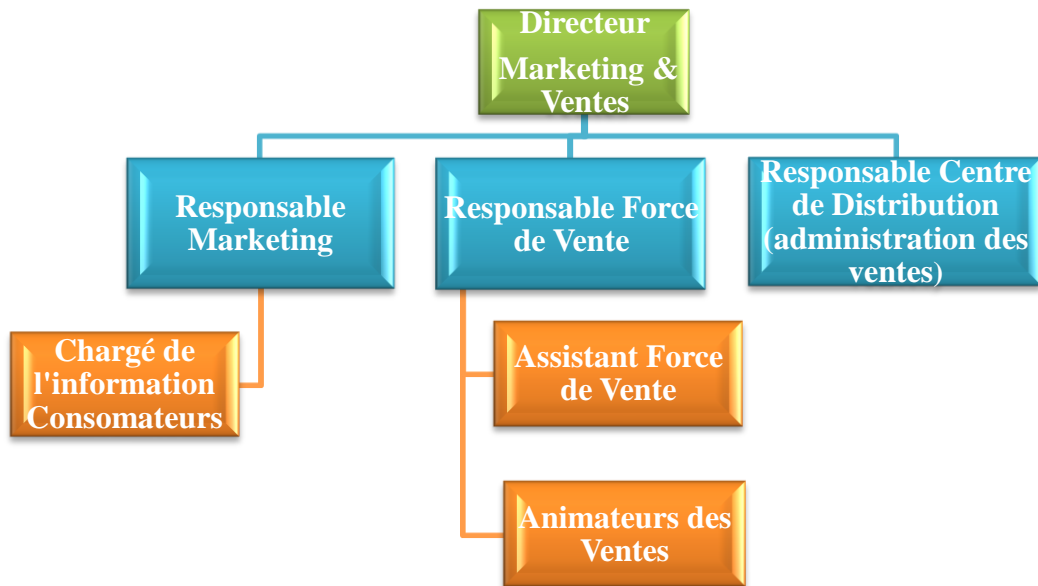 Directeur
Marketing &
Ventes
Responsable
Marketing
Responsable Force
de Vente
Responsable Centre
de Distribution
(administration des
ventes)
Chargé de
l'information
Consomateurs
Assistant Force
de Vente
Animateurs des
Ventes